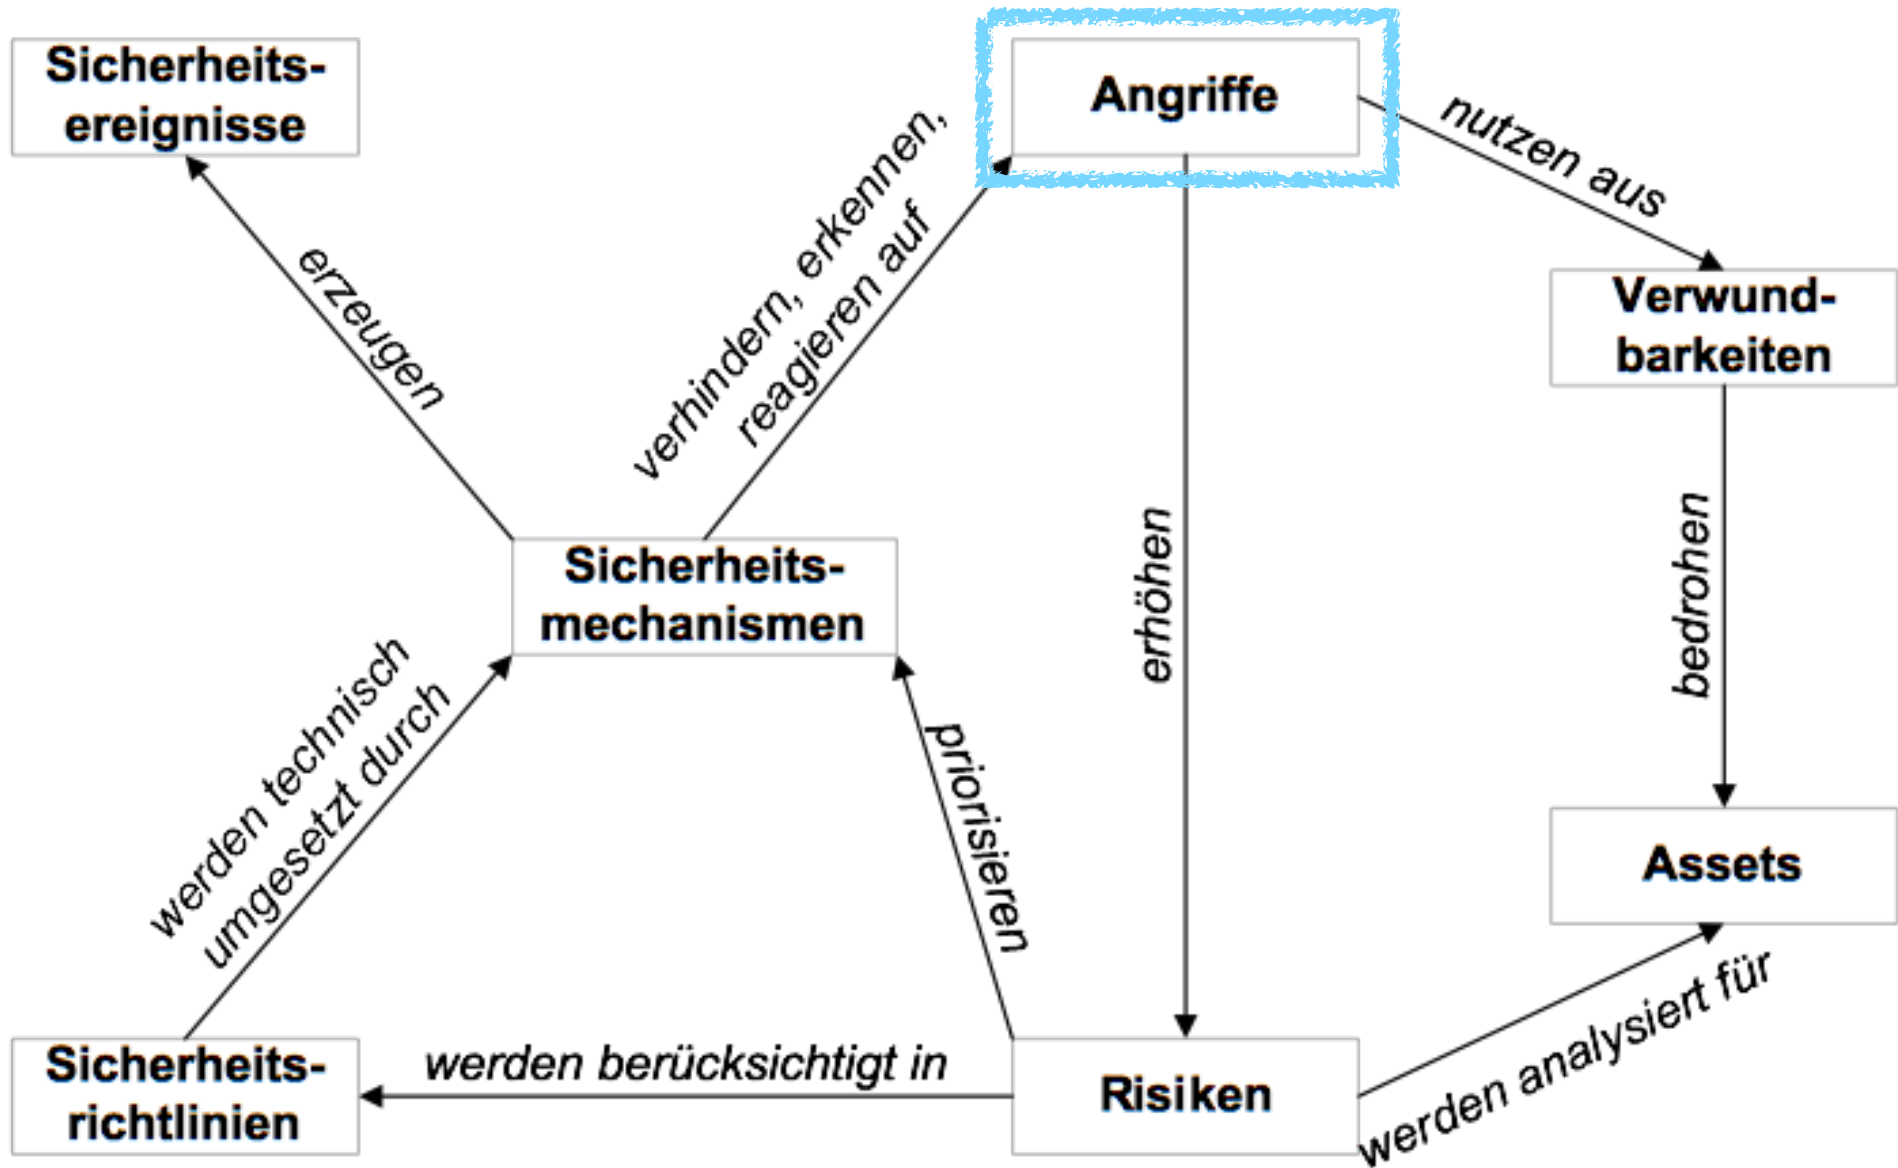 Sicherheits-
ereignisse
Angriffe
nutzen aus
verhindern, erkennen,
reagieren auf
erzeugen
Verwund-
barkeiten
Sicherheits-
mechanismen
erhöhen
bedrohen
werden technisch
umgesetzt durch
priorisieren
Assets
Sicherheits-
richtlinien
werden berücksichtigt in
Risiken
werden analysiert für